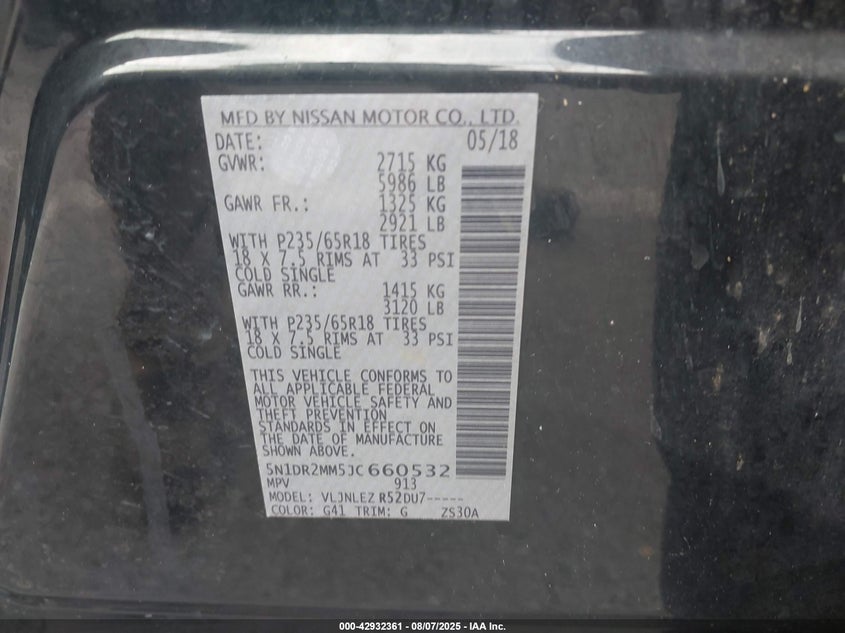 MFD BY NISSAN MOTOR CO., LTD.
DATE: 05/18
GVWR: 2715 KG
5986 LB
GAWR FR.: 1325 KG
2921 LB
WITH P235/65R18 TIRES
18 X 7.5 RIMS AT 33 PSI
COLD SINGLE
GAWR RR.: 1415 KG
3120 LB
WITH P235/65R18 TIRES
18 X 7.5 RIMS AT 33 PSI
COLD SINGLE
THIS VEHICLE CONFORMS TO
ALL APPLICABLE FEDERAL
MOTOR VEHICLE SAFETY AND
THEFT PREVENTION
STANDARDS IN EFFECT ON
THE DATE OF MANUFACTURE
SHOWN ABOVE.
5N1DR2MM5JC660532
MPV 913
MODEL: VLJNLEZ R52DU7-----
COLOR: G41 TRIM: G ZS30A
000-42932361 - 08/07/2025 - IAA Inc.